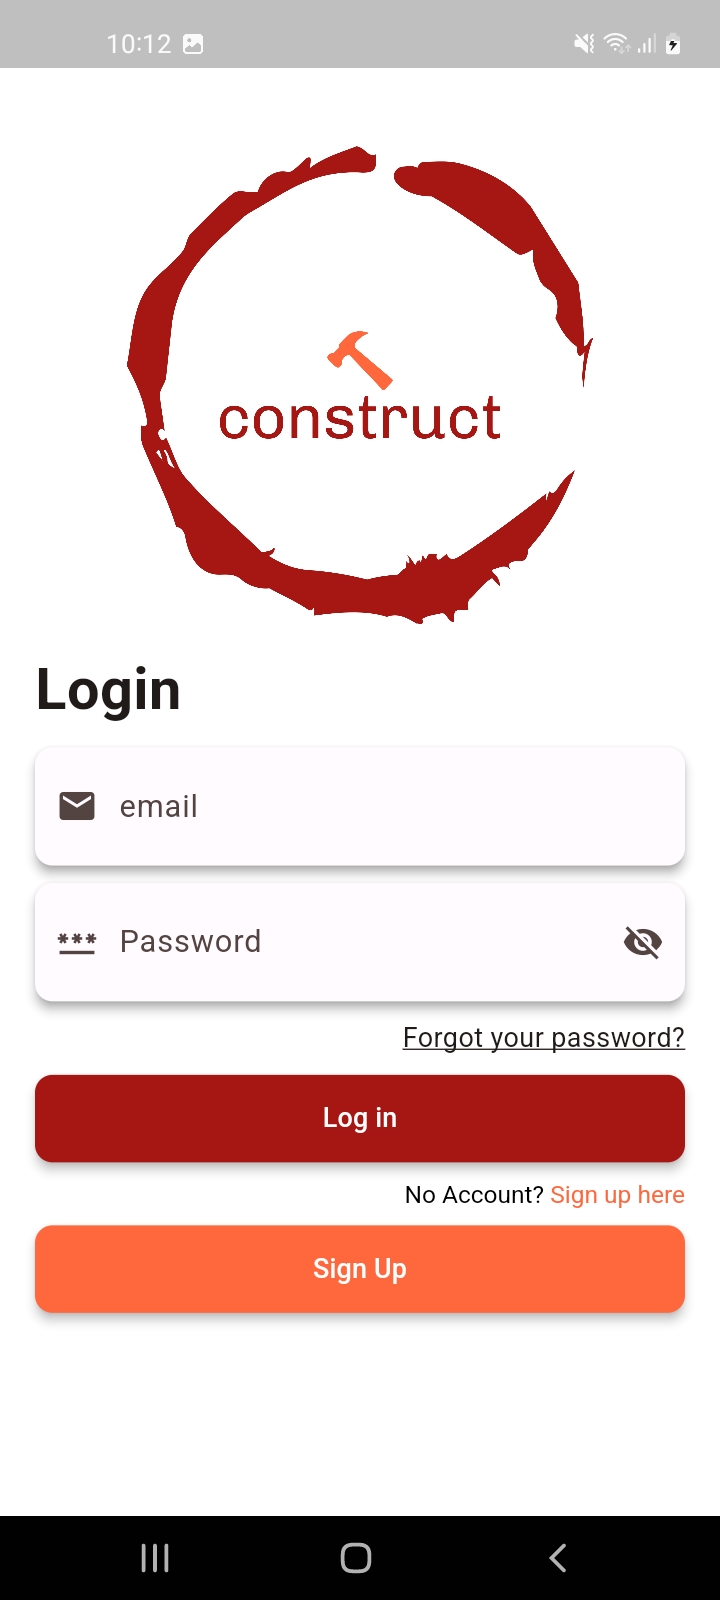 10:12
construct
Login
email
*** Password
Forgot your password?
Log in
No Account? Sign up here
Sign Up